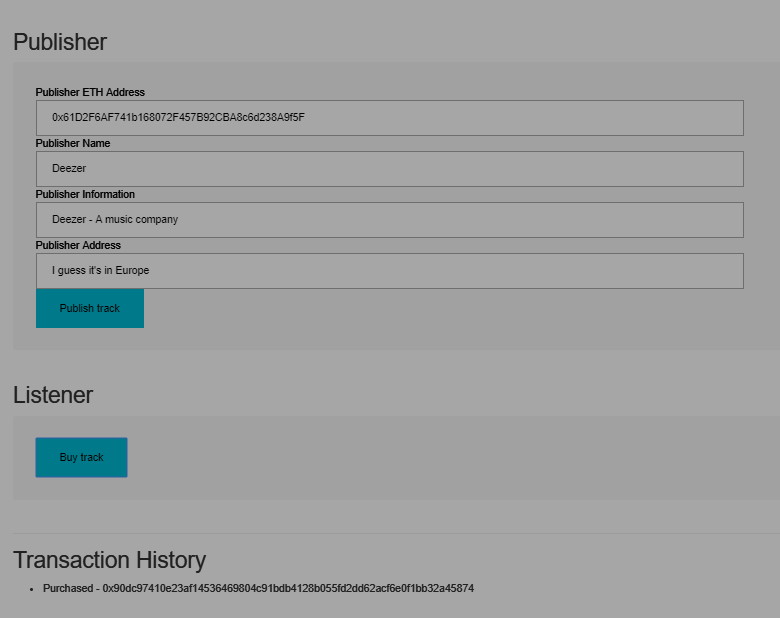 Publisher
Publisher ETH Address
0x61D2F6AF741b168072F457B92CBA8c6d238A9f5F
Publisher Name
Deezer
Publisher Information
Deezer - A music company
Publisher Address
I guess it's in Europe
Publish track
Listener
Buy track
Transaction History
• Purchased - 0x90dc97410e23af14536469804c91bdb4128b055fd2dd62acf6e0f1bb32a45874